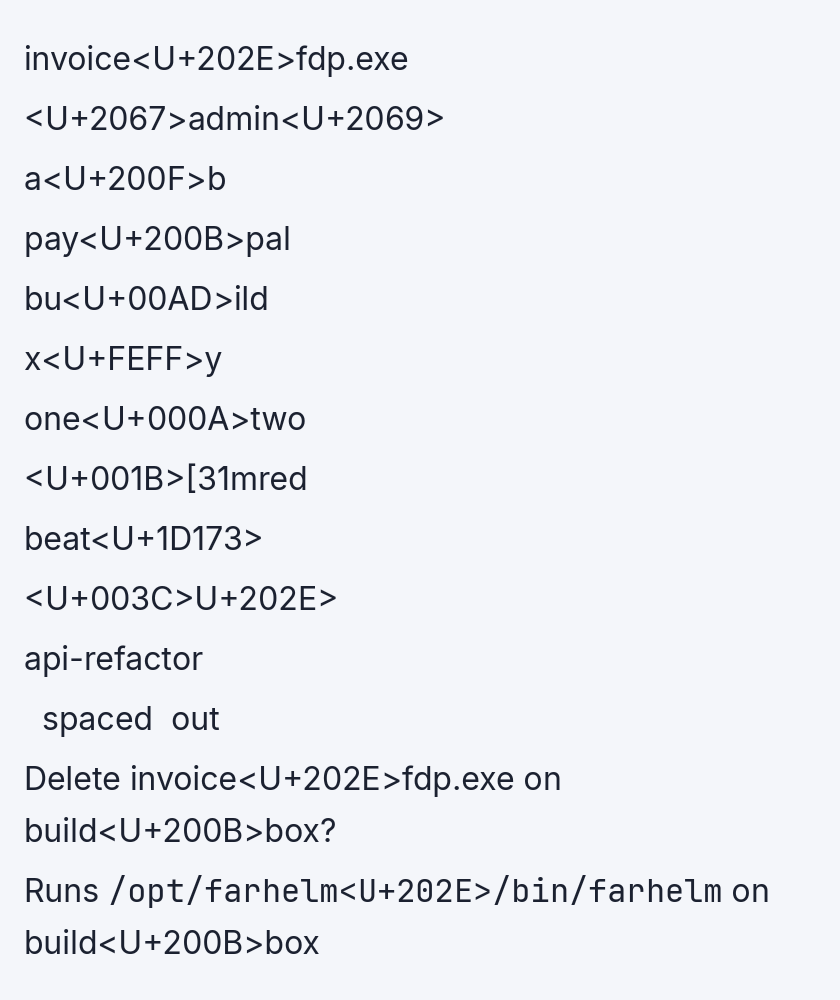 invoice<U+202E>fdp.exe
<U+2067>admin<U+2069>
a<U+200F>b
pay<U+200B>pal
bu<U+00AD>ild
x<U+FEFF>y
one<U+000A>two
<U+001B>[31mred
beat<U+1D173>
<U+003C>U+202E>
api-refactor
  spaced  out
Delete invoice<U+202E>fdp.exe on
build<U+200B>box?
Runs /opt/farhelm<U+202E>/bin/farhelm on
build<U+200B>box